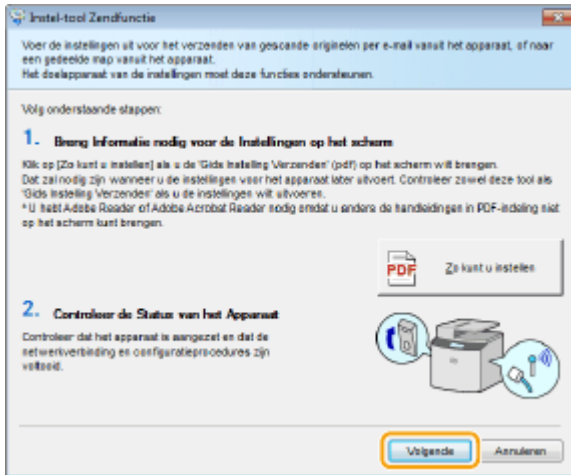 Instel-tool Zendfunctie
Voer de instellingen uit voor het verzenden van gescande originelen per e-mail vanuit het apparaat, of naar
een gedeelde map vanuit het apparaat.
Het doelapparaat van de instellingen moet deze functies ondersteunen.
Volg onderstaande stappen:
1. Breng Informatie nodig voor de Instellingen op het scherm
Klik op [Zo kunt u instellen] als u de 'Gids Instelling Verzenden' (pdf) op het scherm wilt brengen.
Dat zal nodig zijn wanneer u de instellingen voor het apparaat later uitvoert. Controleer zowel deze tool als
'Gids Instelling Verzenden' als u de instellingen wilt uitvoeren.
* U hebt Adobe Reader of Adobe Acrobat Reader nodig omdat u anders de handleidingen in PDF-indeling niet
op het scherm kunt brengen.
PDF
Zo kunt u instellen
2. Controleer de Status van het Apparaat
Controleer dat het apparaat is aangezet en dat de
netwerkverbinding en configuratieprocedures zijn
voltooid.
Volgende
Annuleren